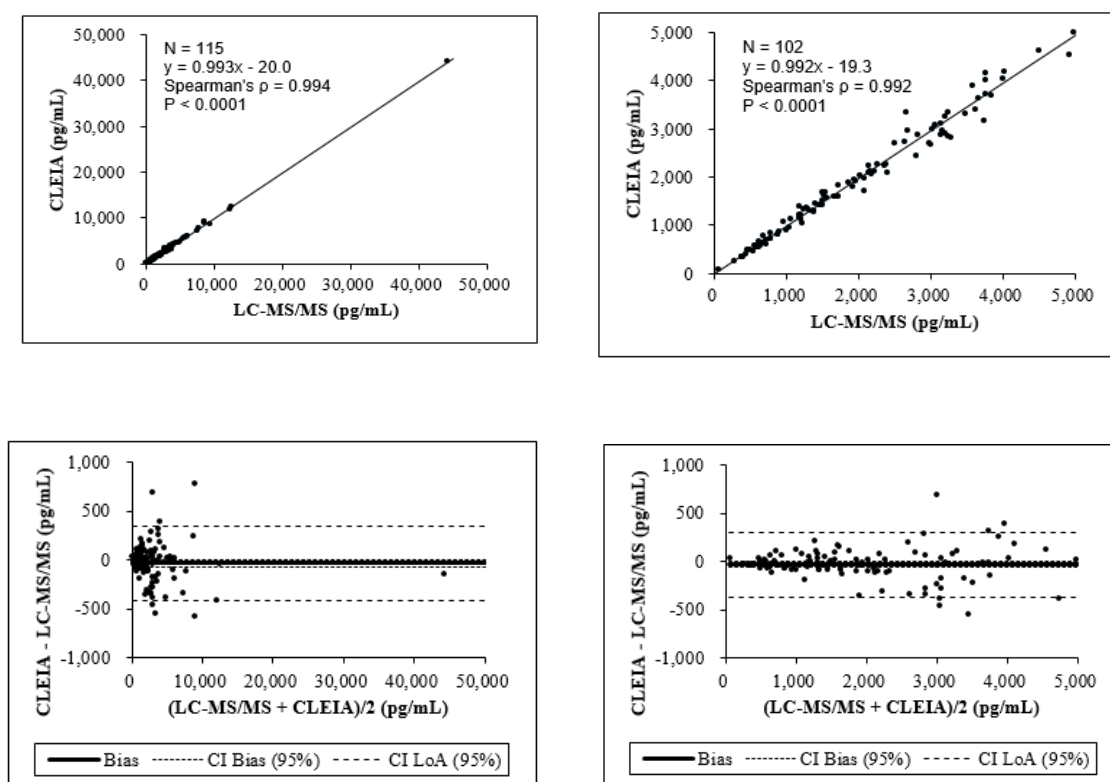 50,000
40,000
30,000
20,000
10,000
0
CLEIA (pg/mL)
N = 115
y = 0.993x - 20.0
Spearman's ρ = 0.994
P < 0.0001
0 10,000 20,000 30,000 40,000 50,000
LC-MS/MS (pg/mL)
5,000
4,000
3,000
2,000
1,000
0
CLEIA (pg/mL)
N = 102
y = 0.992x - 19.3
Spearman's ρ = 0.992
P < 0.0001
0 1,000 2,000 3,000 4,000 5,000
LC-MS/MS (pg/mL)
1,000
500
0
-500
-1,000
CLEIA - LC-MS/MS (pg/mL)
0 10,000 20,000 30,000 40,000 50,000
(LC-MS/MS + CLEIA)/2 (pg/mL)
Bias CI Bias (95%) CI LoA (95%)
1,000
500
0
-500
-1,000
CLEIA - LC-MS/MS (pg/mL)
0 1,000 2,000 3,000 4,000 5,000
(LC-MS/MS + CLEIA)/2 (pg/mL)
Bias CI Bias (95%) CI LoA (95%)